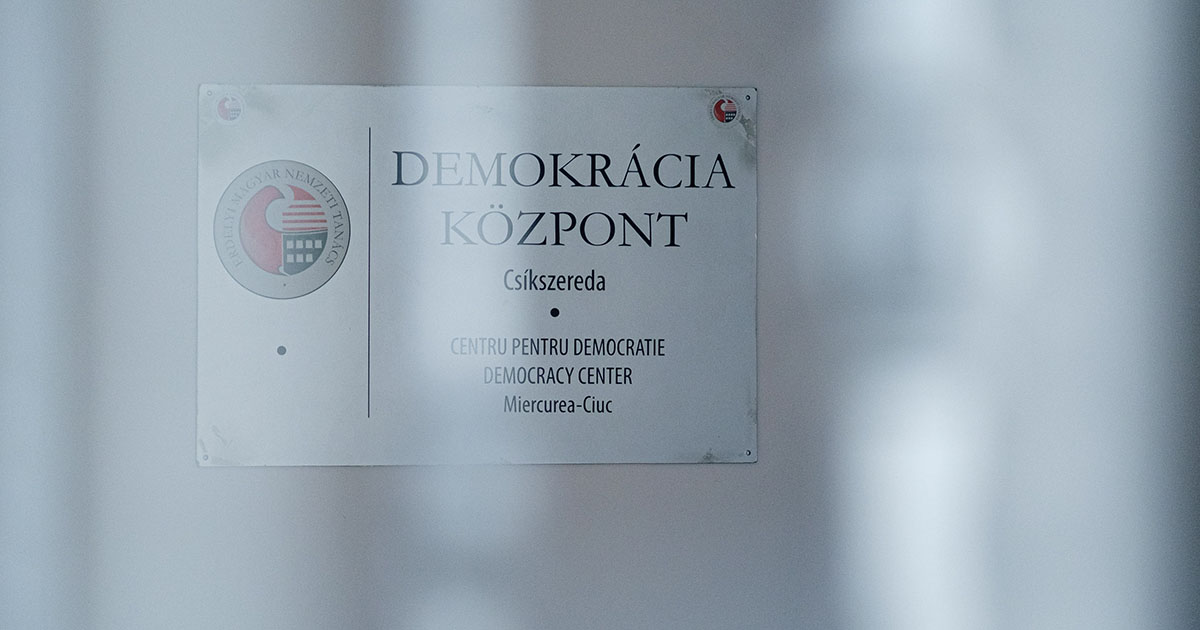 ERDÉLYI MAGYAR NEMZETI TANÁCS
DEMOKRÁCIA
KÖZPONT
Csíkszereda
CENTRU PENTRU DEMOCRATIE
DEMOCRACY CENTER
Miercurea-Ciuc